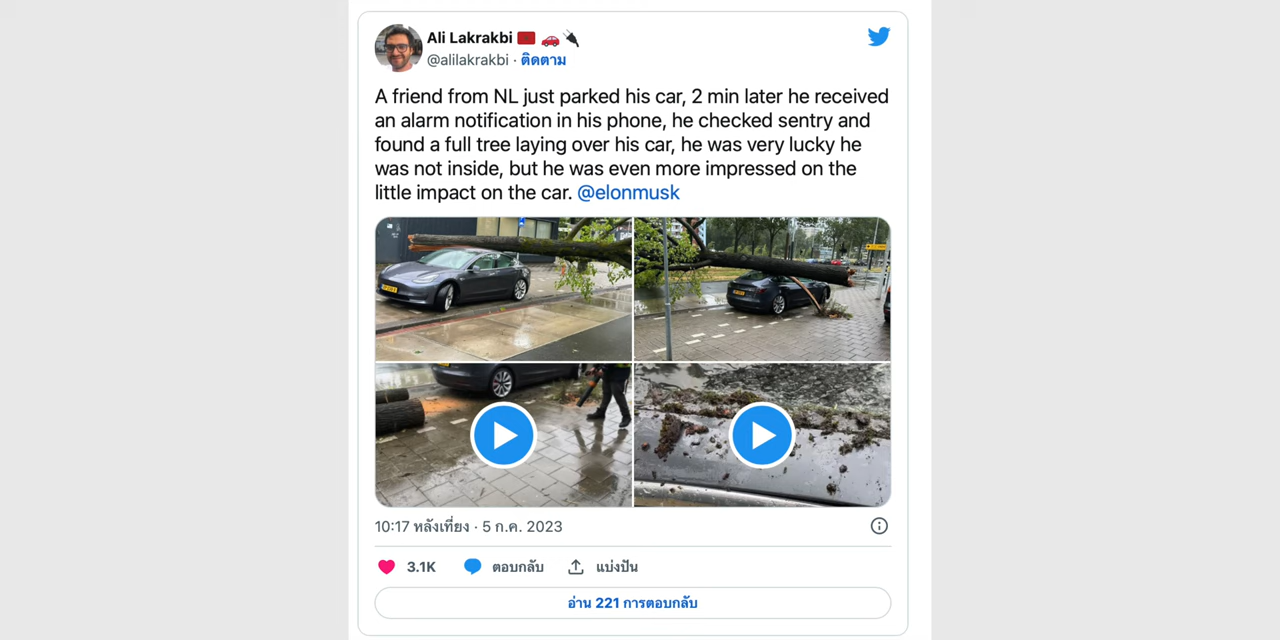 Ali Lakrakbi 🇲🇦 🚗 🔌
@alilakrakbi · ติดตาม
A friend from NL just parked his car, 2 min later he received
an alarm notification in his phone, he checked sentry and
found a full tree laying over his car, he was very lucky he
was not inside, but he was even more impressed on the
little impact on the car. @elonmusk
10:17 หลังเที่ยง · 5 ก.ค. 2023
3.1K ตอบกลับ แบ่งปัน
อ่าน 221 การตอบกลับ